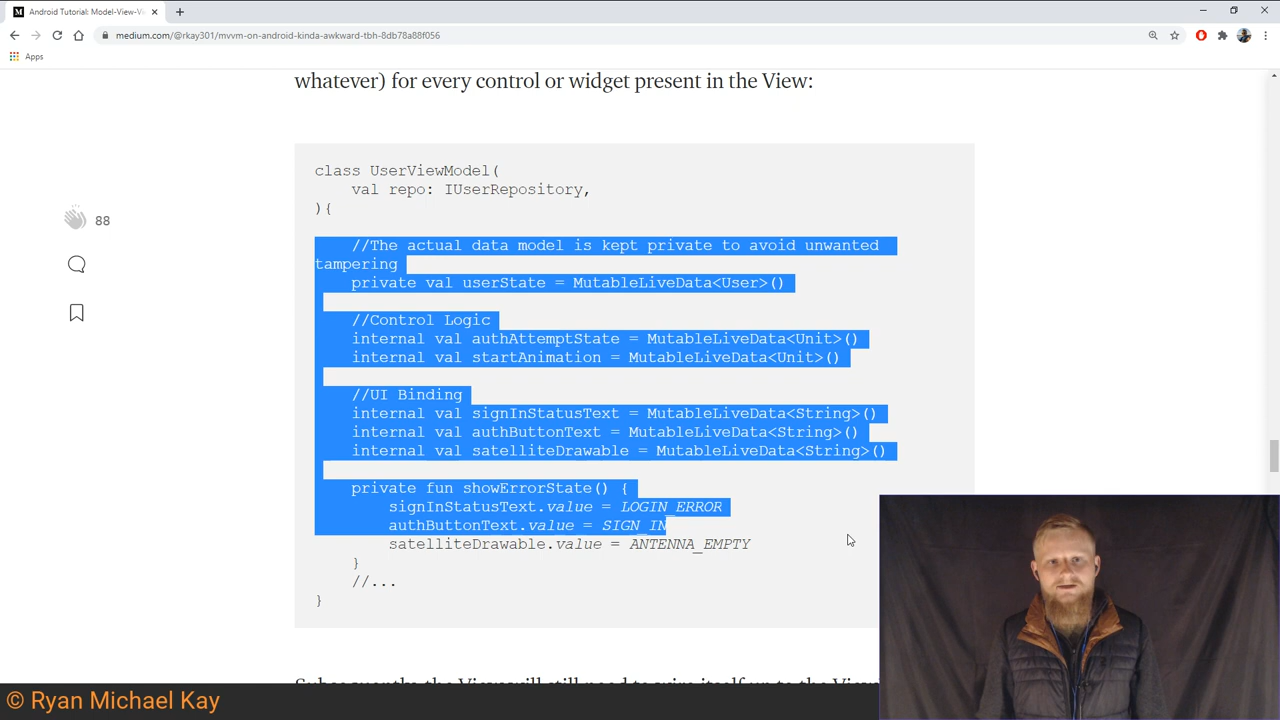 Android Tutorial: Model-View-Vi
medium.com/@rkay301/mvvm-on-android-kinda-awkward-tbh-8db78a88f056
Apps
whatever) for every control or widget present in the View:
88
class UserViewModel(
val repo: IUserRepository,
){
//The actual data model is kept private to avoid unwanted
tampering
private val userState = MutableLiveData<User>()
//Control Logic
internal val authAttemptState = MutableLiveData<Unit>()
internal val startAnimation = MutableLiveData<Unit>()
//UI Binding
internal val signInStatusText = MutableLiveData<String>()
internal val authButtonText = MutableLiveData<String>()
internal val satelliteDrawable = MutableLiveData<String>()
private fun showErrorState() {
signInStatusText.value = LOGIN_ERROR
authButtonText.value = SIGN_IN
satelliteDrawable.value = ANTENNA_EMPTY
}
//...
}
© Ryan Michael Kay